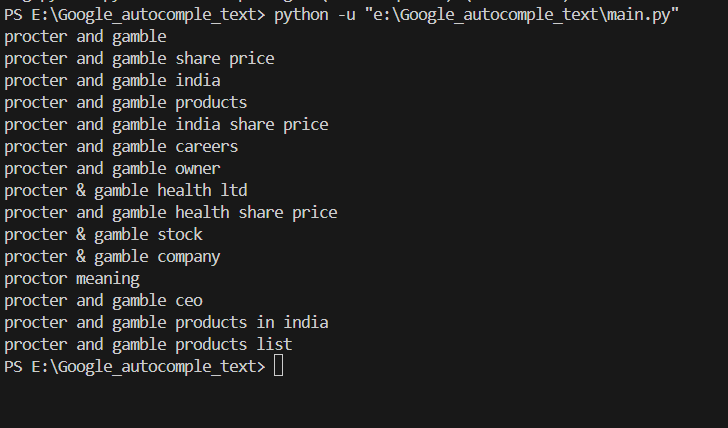 PS E:\Google_autocomple_text> python -u "e:\Google_autocomple_text\main.py"
procter and gamble
procter and gamble share price
procter and gamble india
procter and gamble products
procter and gamble india share price
procter and gamble careers
procter and gamble owner
procter & gamble health ltd
procter and gamble health share price
procter & gamble stock
procter & gamble company
proctor meaning
procter and gamble ceo
procter and gamble products in india
procter and gamble products list
PS E:\Google_autocomple_text>